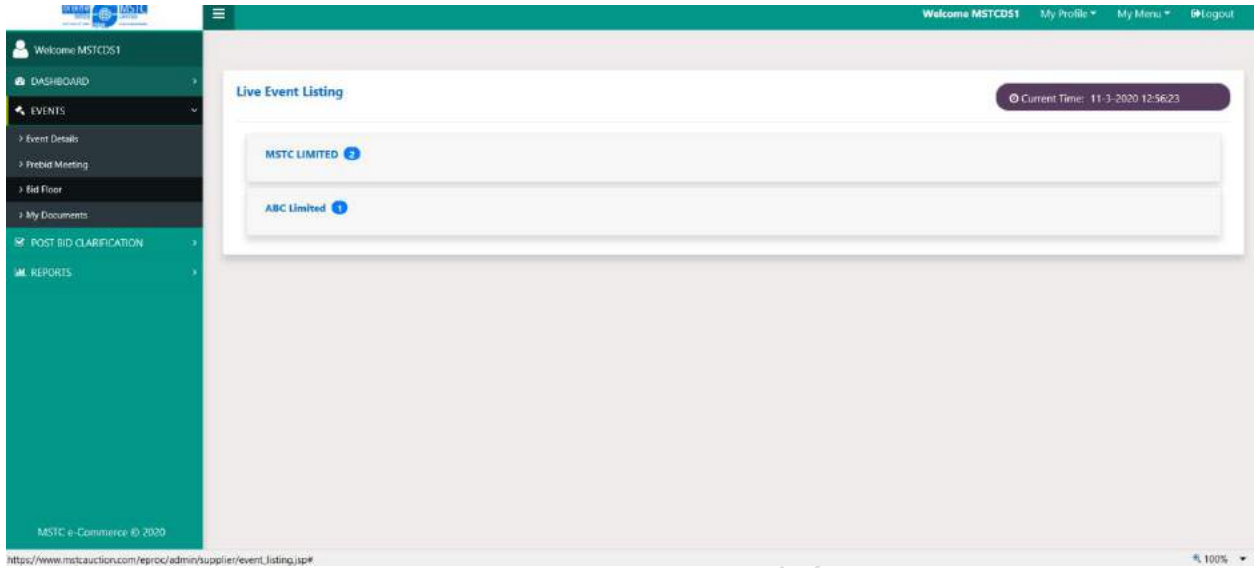 MSTC
Welcome MSTCDS1 My Profile My Menu Logout
Welcome MSTCDS1
DASHBOARD
EVENTS
Event Details
Prebid Meeting
Bid Floor
My Documents
POST BID CLARIFICATION
REPORTS
Live Event Listing
Current Time: 11-3-2020 12:56:23
MSTC LIMITED 2
ABC Limited 1
MSTC e-Commerce © 2020
https://www.mstcauction.com/eproc/admin/supplier/event_listing.jsp#
100%